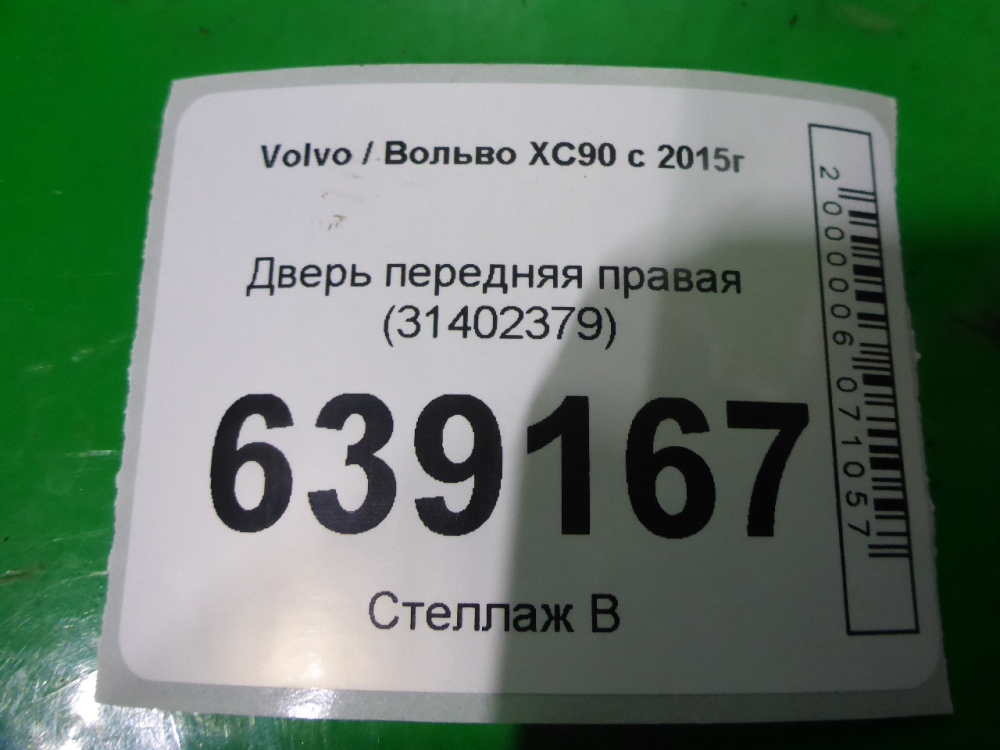 Volvo / Вольво XC90 с 2015г
Дверь передняя правая
(31402379)
639167
Стеллаж В
2000006071057